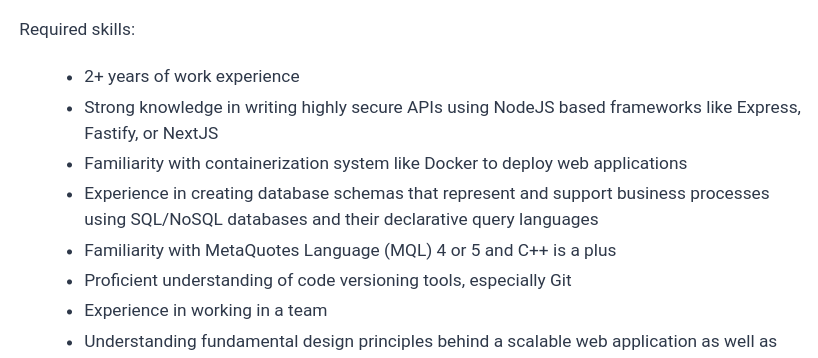 Required skills:
• 2+ years of work experience
• Strong knowledge in writing highly secure APIs using NodeJS based frameworks like Express,
Fastify, or NextJS
• Familiarity with containerization system like Docker to deploy web applications
• Experience in creating database schemas that represent and support business processes
using SQL/NoSQL databases and their declarative query languages
• Familiarity with MetaQuotes Language (MQL) 4 or 5 and C++ is a plus
• Proficient understanding of code versioning tools, especially Git
• Experience in working in a team
• Understanding fundamental design principles behind a scalable web application as well as